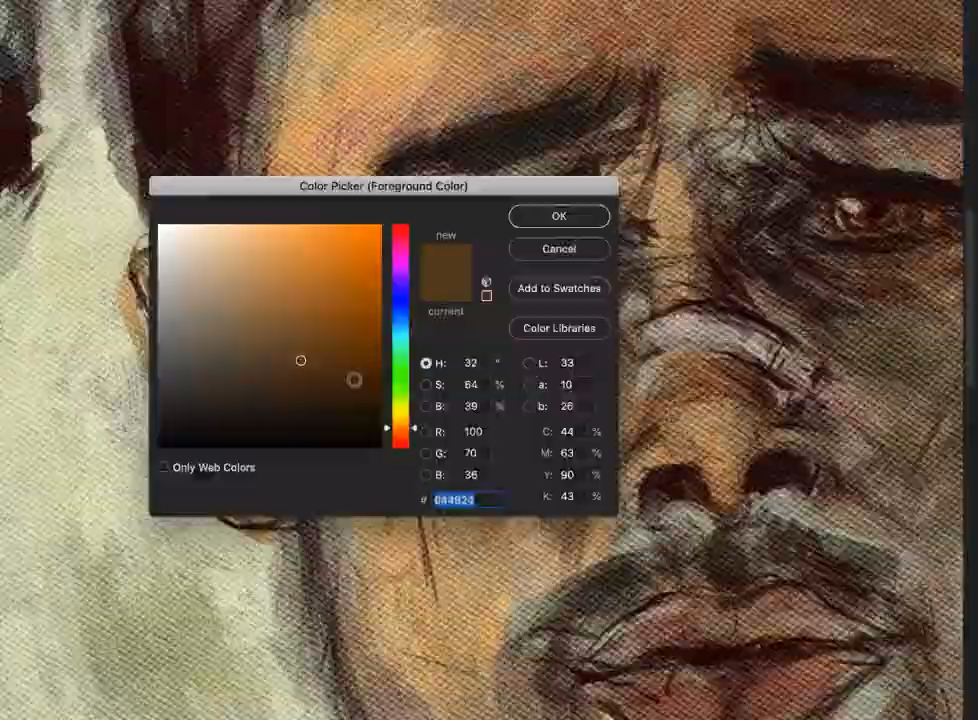 Color Picker (Foreground Color)
new
OK
Cancel
current
Add to Swatches
Color Libraries
H: 32 °
L: 33
S: 64 %
a: 10
B: 39 %
b: 26
R: 100
C: 44 %
G: 70
M: 63 %
B: 36
Y: 90 %
Only Web Colors
#
K: 43 %